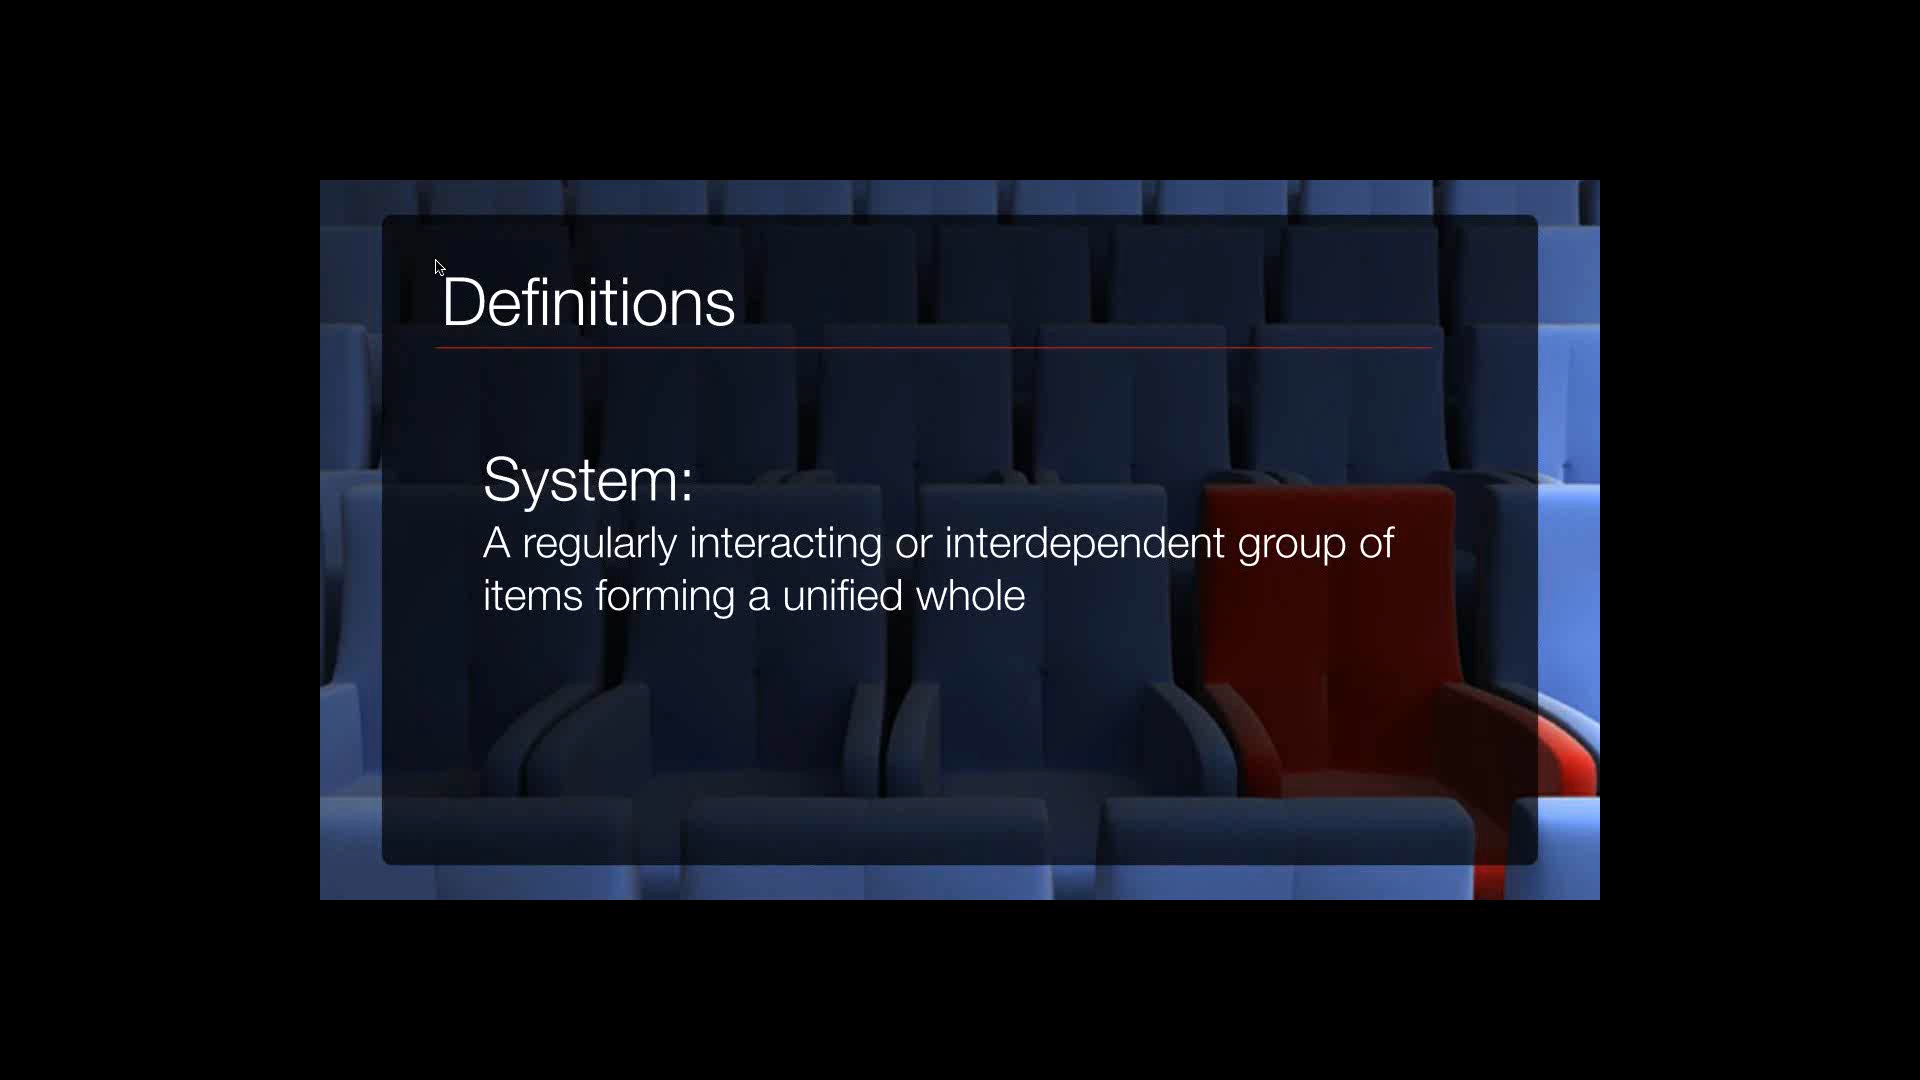 Definitions
System:
A regularly interacting or interdependent group of
items forming a unified whole